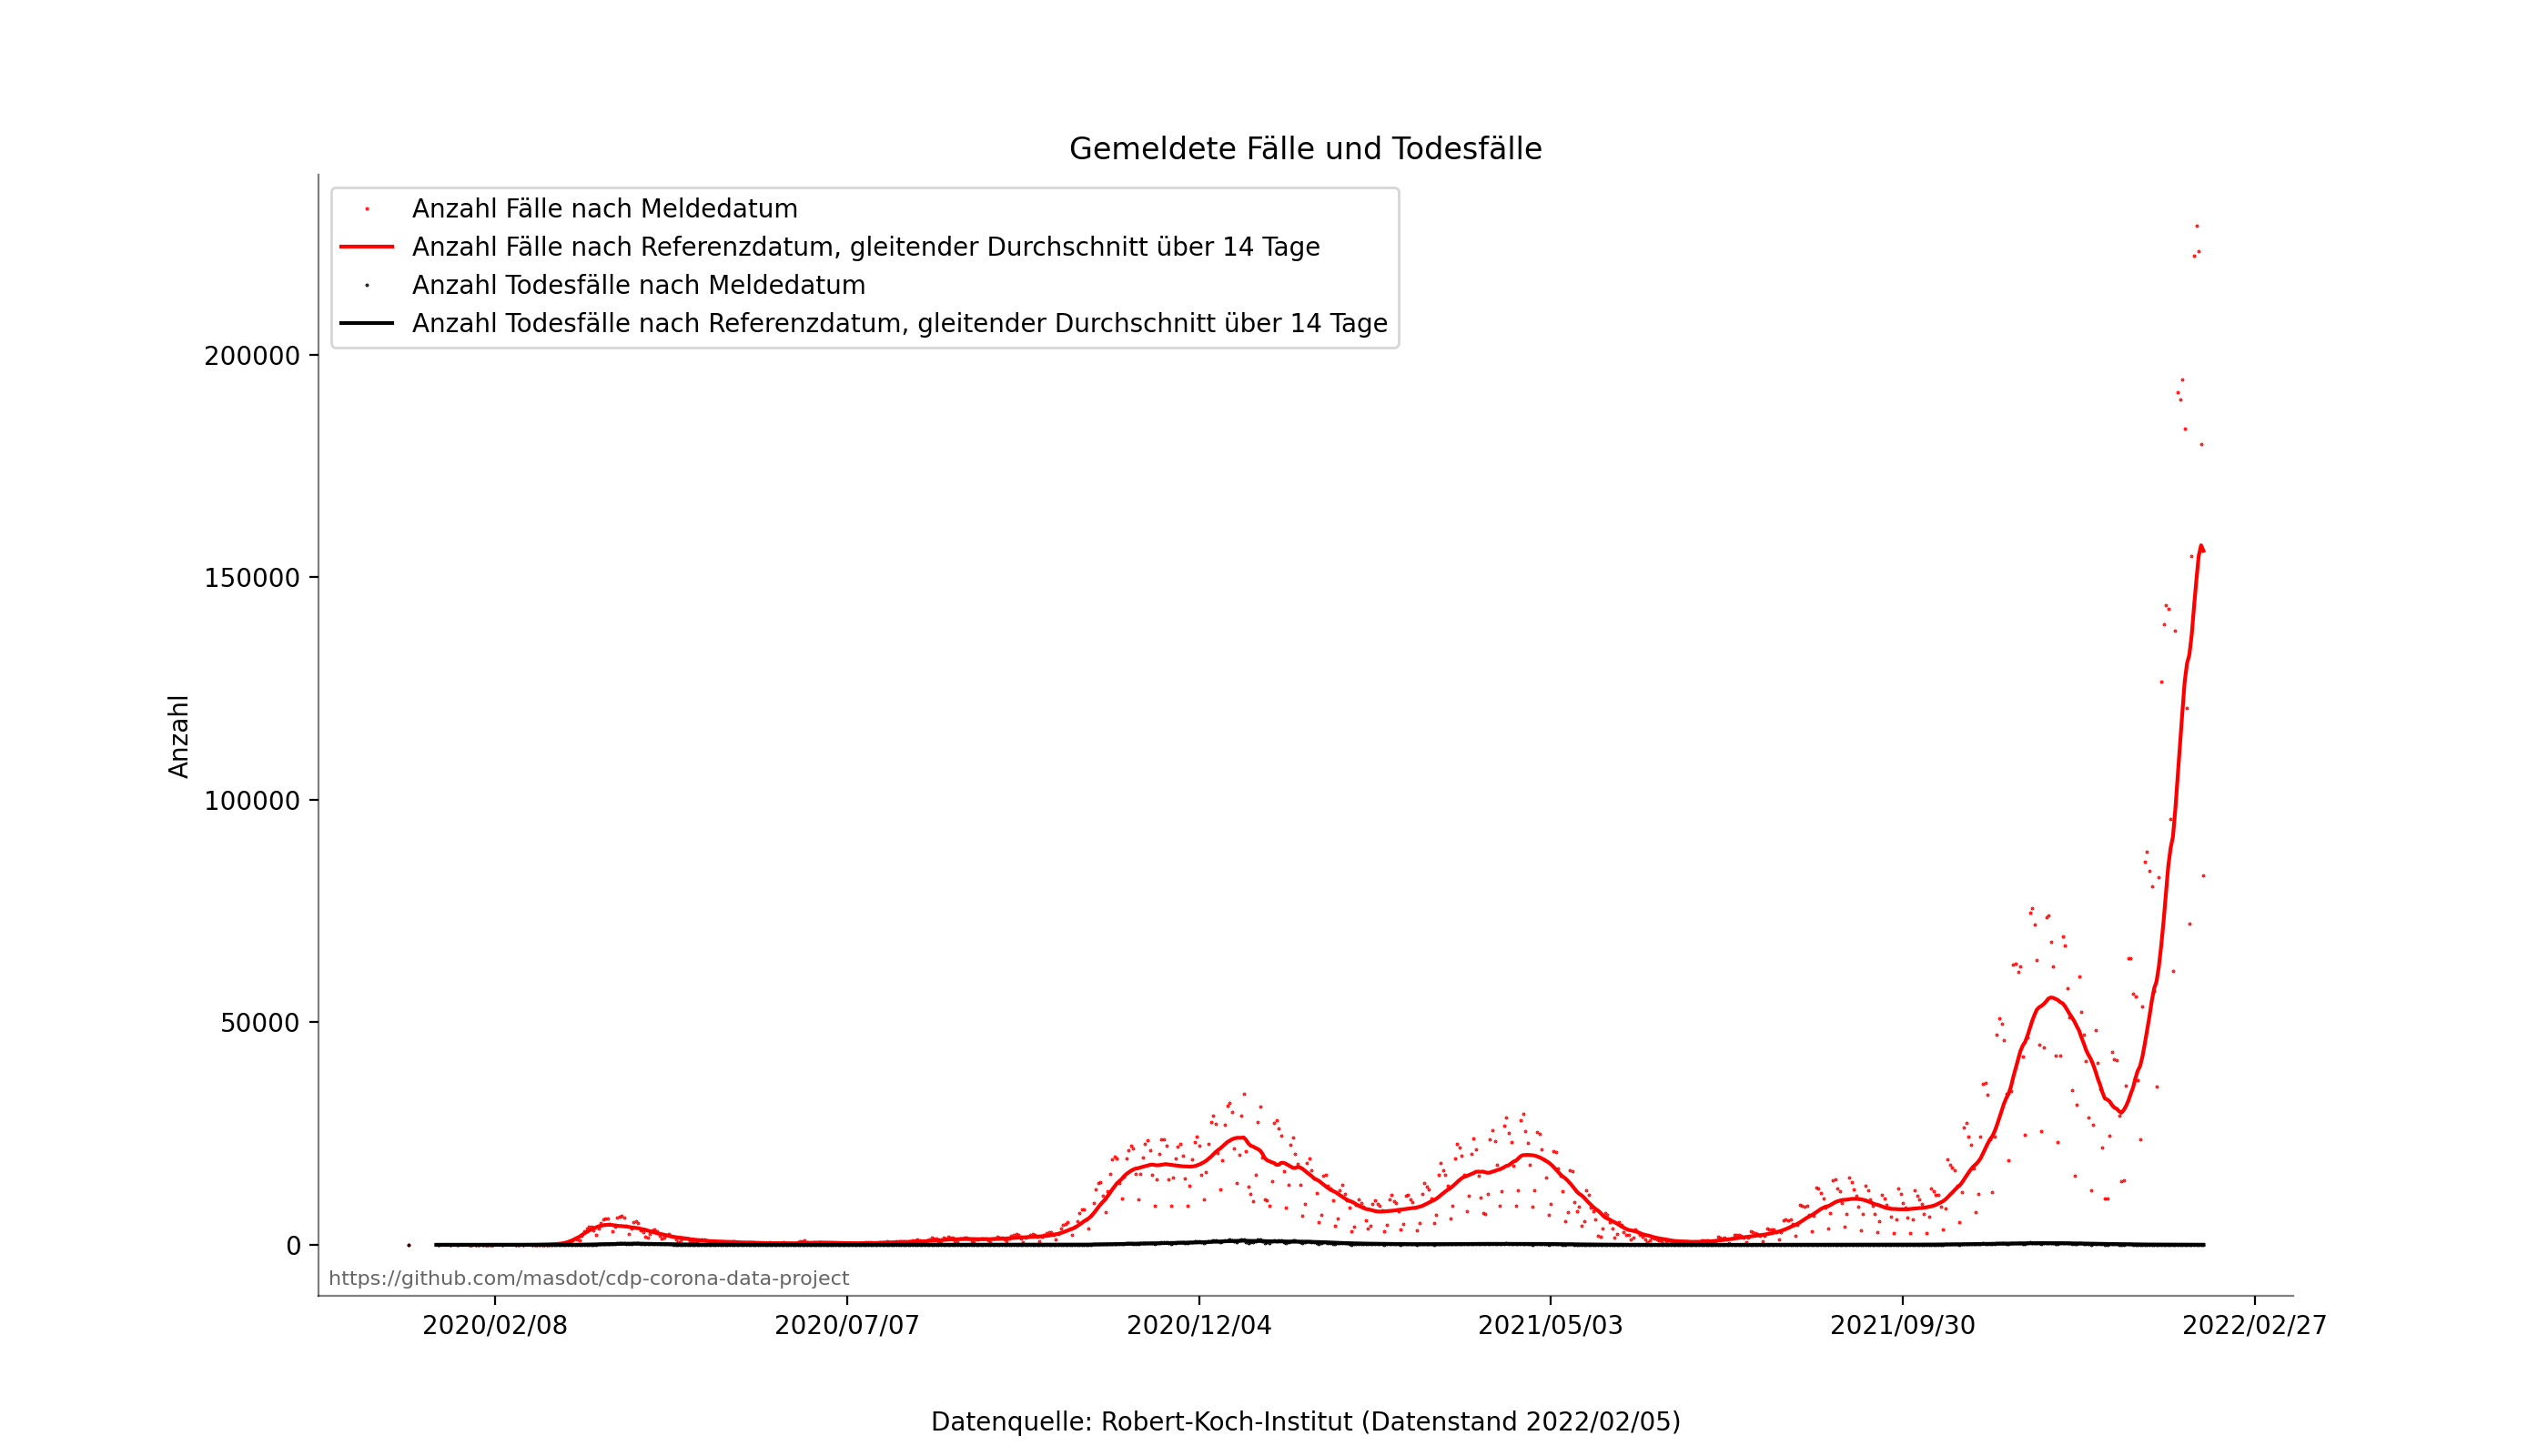 Gemeldete Fälle und Todesfälle
Anzahl Fälle nach Meldedatum
Anzahl Fälle nach Referenzdatum, gleitender Durchschnitt über 14 Tage
Anzahl Todesfälle nach Meldedatum
Anzahl Todesfälle nach Referenzdatum, gleitender Durchschnitt über 14 Tage
200000
150000
100000
50000
0
Anzahl
https://github.com/masdot/cdp-corona-data-project
2020/02/08 2020/07/07 2020/12/04 2021/05/03 2021/09/30 2022/02/27
Datenquelle: Robert-Koch-Institut (Datenstand 2022/02/05)